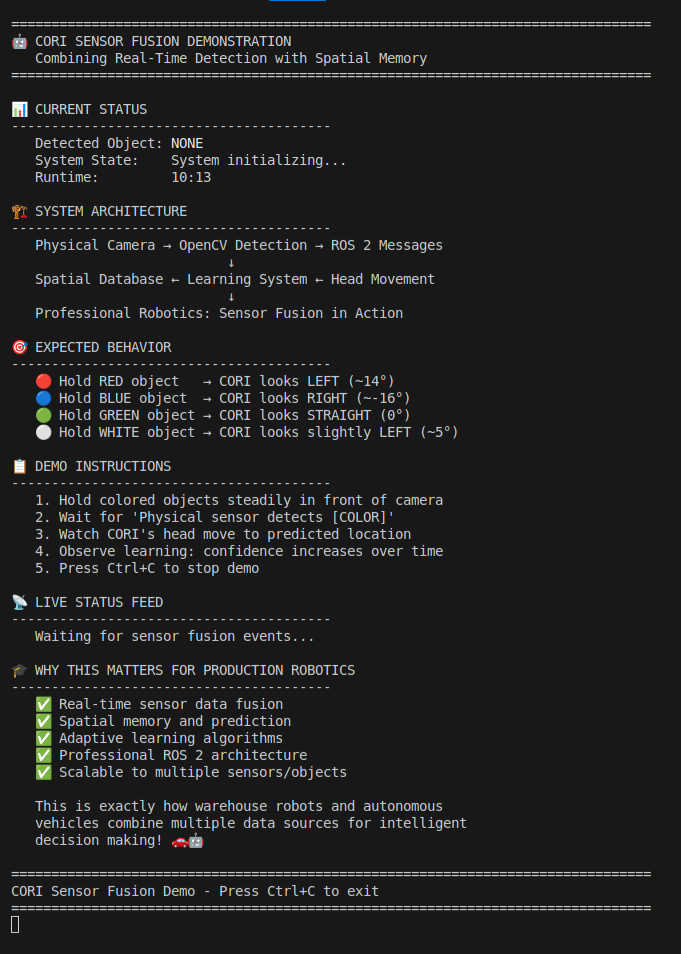 ================================================================================
🤖 CORI SENSOR FUSION DEMONSTRATION
   Combining Real-Time Detection with Spatial Memory
================================================================================

📊 CURRENT STATUS
----------------------------------------
   Detected Object: NONE
   System State:    System initializing...
   Runtime:         10:13

🏗️ SYSTEM ARCHITECTURE
----------------------------------------
   Physical Camera → OpenCV Detection → ROS 2 Messages
                           ↓
   Spatial Database ← Learning System ← Head Movement
                           ↓
   Professional Robotics: Sensor Fusion in Action

🎯 EXPECTED BEHAVIOR
----------------------------------------
   🔴 Hold RED object   → CORI looks LEFT (~14°)
   🔵 Hold BLUE object  → CORI looks RIGHT (~-16°)
   🟢 Hold GREEN object → CORI looks STRAIGHT (0°)
   ⚪ Hold WHITE object → CORI looks slightly LEFT (~5°)

📋 DEMO INSTRUCTIONS
----------------------------------------
   1. Hold colored objects steadily in front of camera
   2. Wait for 'Physical sensor detects [COLOR]'
   3. Watch CORI's head move to predicted location
   4. Observe learning: confidence increases over time
   5. Press Ctrl+C to stop demo

📡 LIVE STATUS FEED
----------------------------------------
   Waiting for sensor fusion events...

🎓 WHY THIS MATTERS FOR PRODUCTION ROBOTICS
----------------------------------------
   ✅ Real-time sensor data fusion
   ✅ Spatial memory and prediction
   ✅ Adaptive learning algorithms
   ✅ Professional ROS 2 architecture
   ✅ Scalable to multiple sensors/objects

   This is exactly how warehouse robots and autonomous
   vehicles combine multiple data sources for intelligent
   decision making! 🚗🤖

================================================================================
CORI Sensor Fusion Demo - Press Ctrl+C to exit
================================================================================